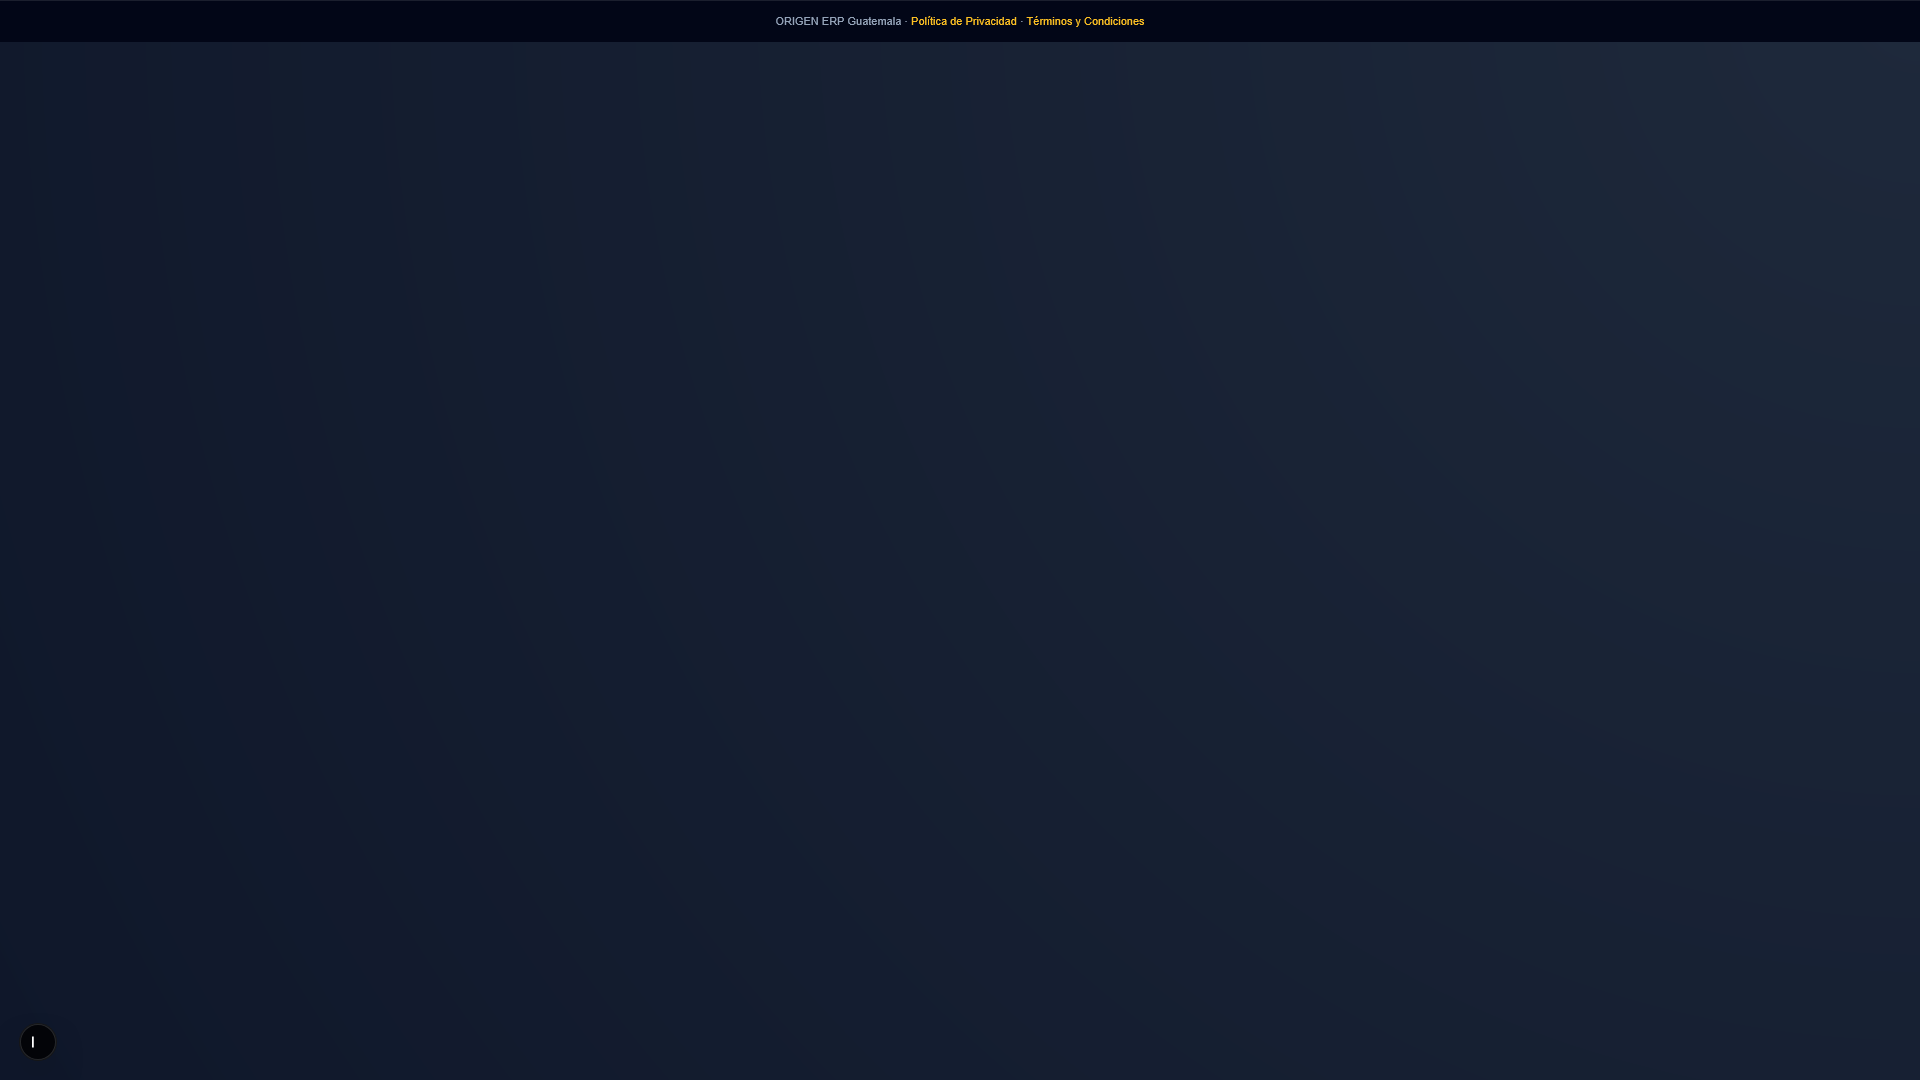 ORIGEN ERP Guatemala · Política de Privacidad · Términos y Condiciones